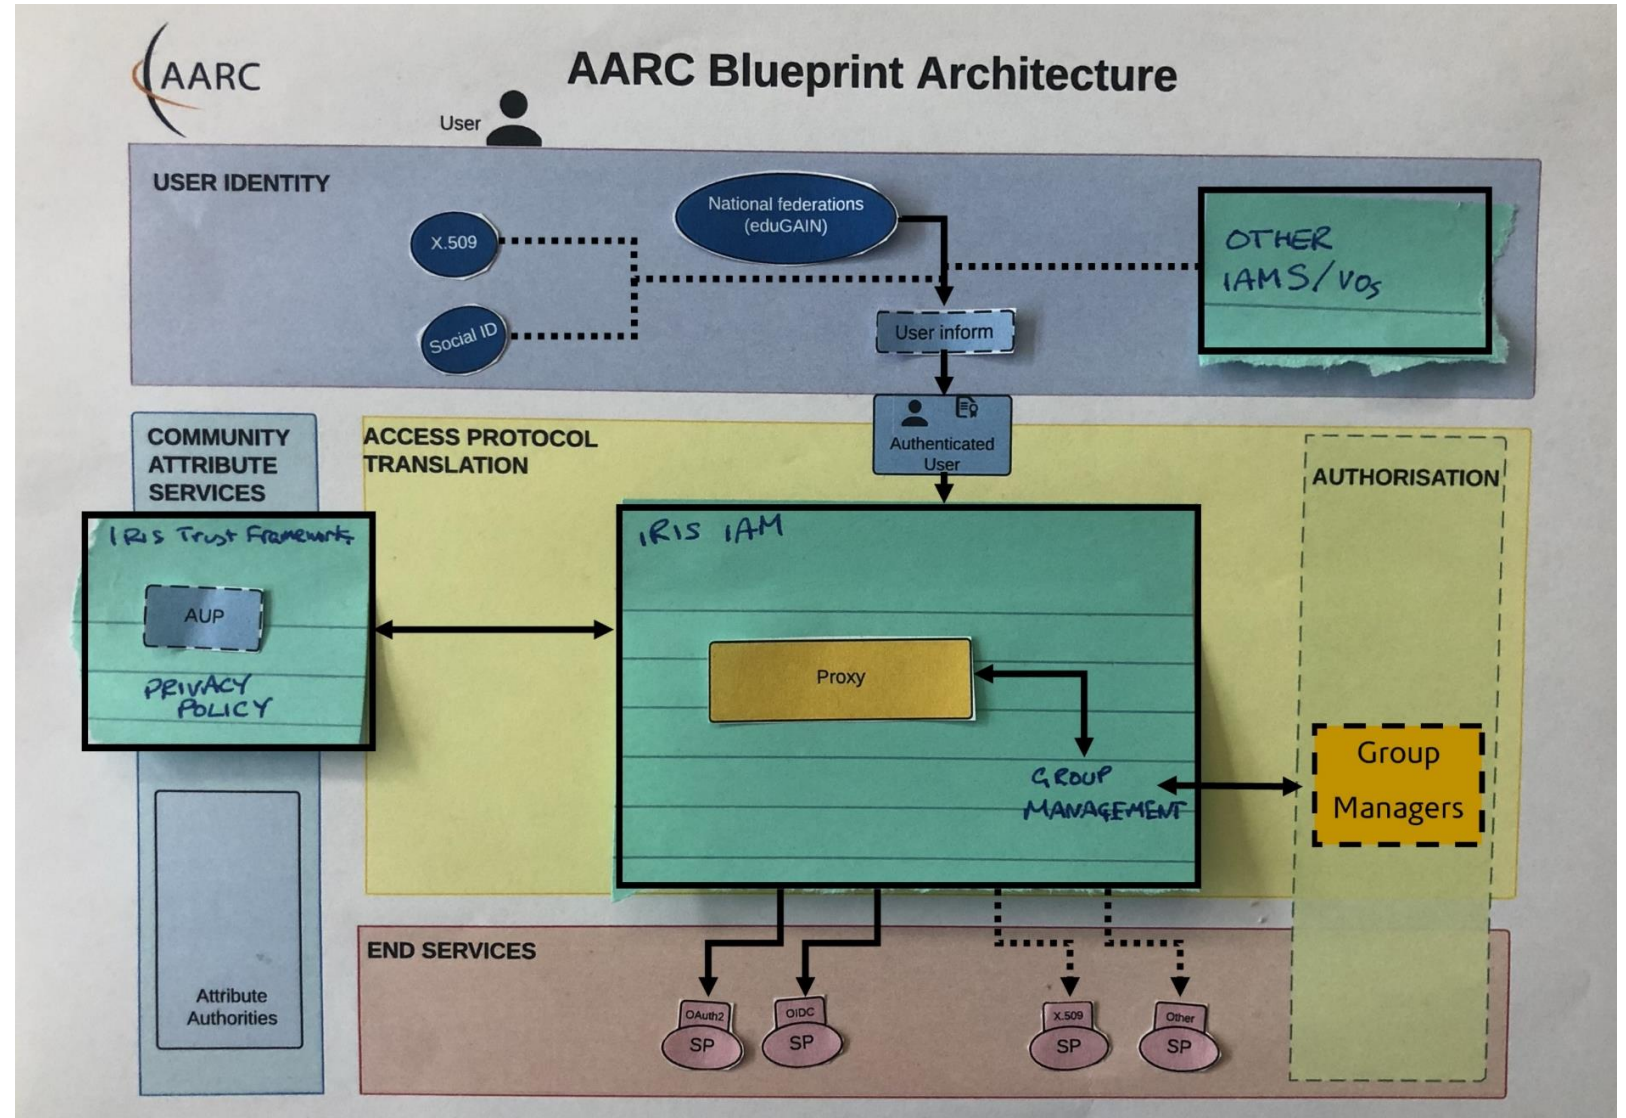 AARC
AARC Blueprint Architecture
User
USER IDENTITY
X.509
National federations
(eduGAIN)
OTHER
IAMS/VOs
Social ID
User inform
Authenticated
User
COMMUNITY
ATTRIBUTE
SERVICES
ACCESS PROTOCOL
TRANSLATION
AUTHORISATION
IRIS Trust Framework
AUP
PRIVACY
POLICY
IRIS IAM
Proxy
GROUP
MANAGEMENT
Group
Managers
Attribute
Authorities
END SERVICES
OAuth2
SP
OIDC
SP
X.509
SP
Other
SP